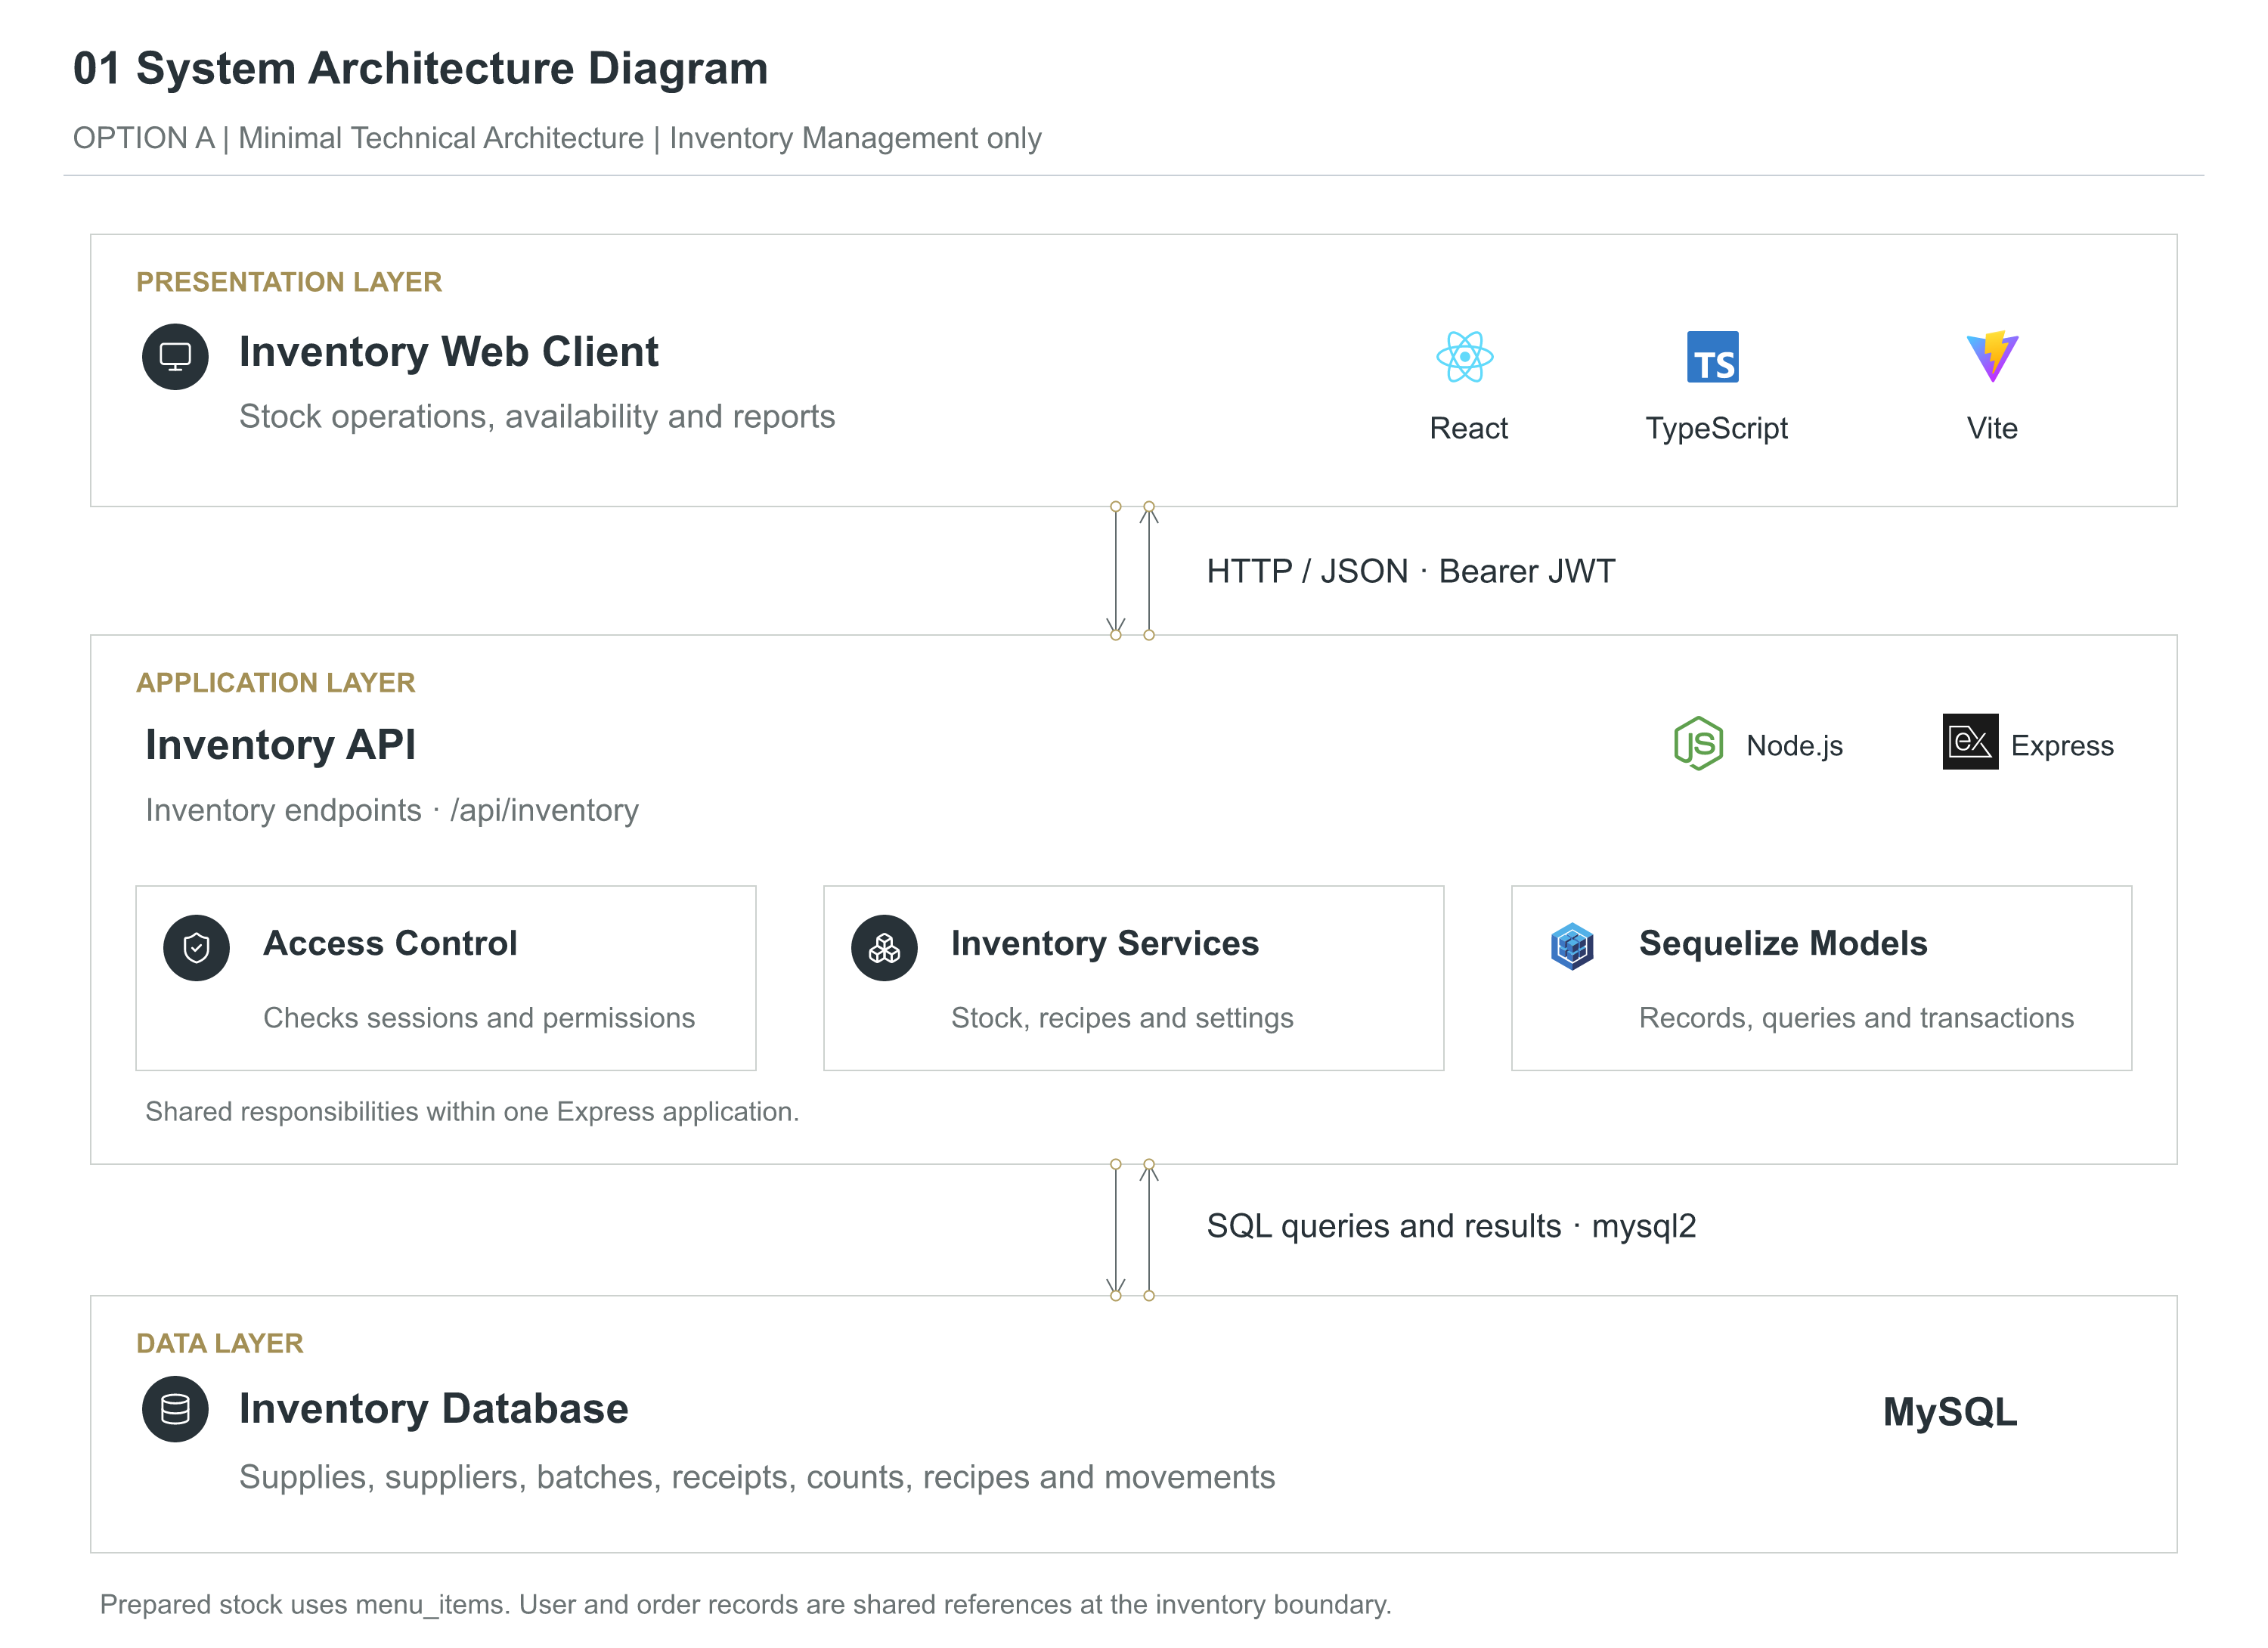 01 System Architecture Diagram
OPTION A | Minimal Technical Architecture | Inventory Management only
PRESENTATION LAYER
Inventory Web Client
Stock operations, availability and reports
TS
React
TypeScript
Vite
HTTP / JSON · Bearer JWT
APPLICATION LAYER
Inventory API
Inventory endpoints · /api/inventory
JS
Node.js
ex
Express
Access Control
Checks sessions and permissions
Inventory Services
Stock, recipes and settings
Sequelize Models
Records, queries and transactions
Shared responsibilities within one Express application.
SQL queries and results · mysql2
DATA LAYER
Inventory Database
Supplies, suppliers, batches, receipts, counts, recipes and movements
MySQL
Prepared stock uses menu_items. User and order records are shared references at the inventory boundary.